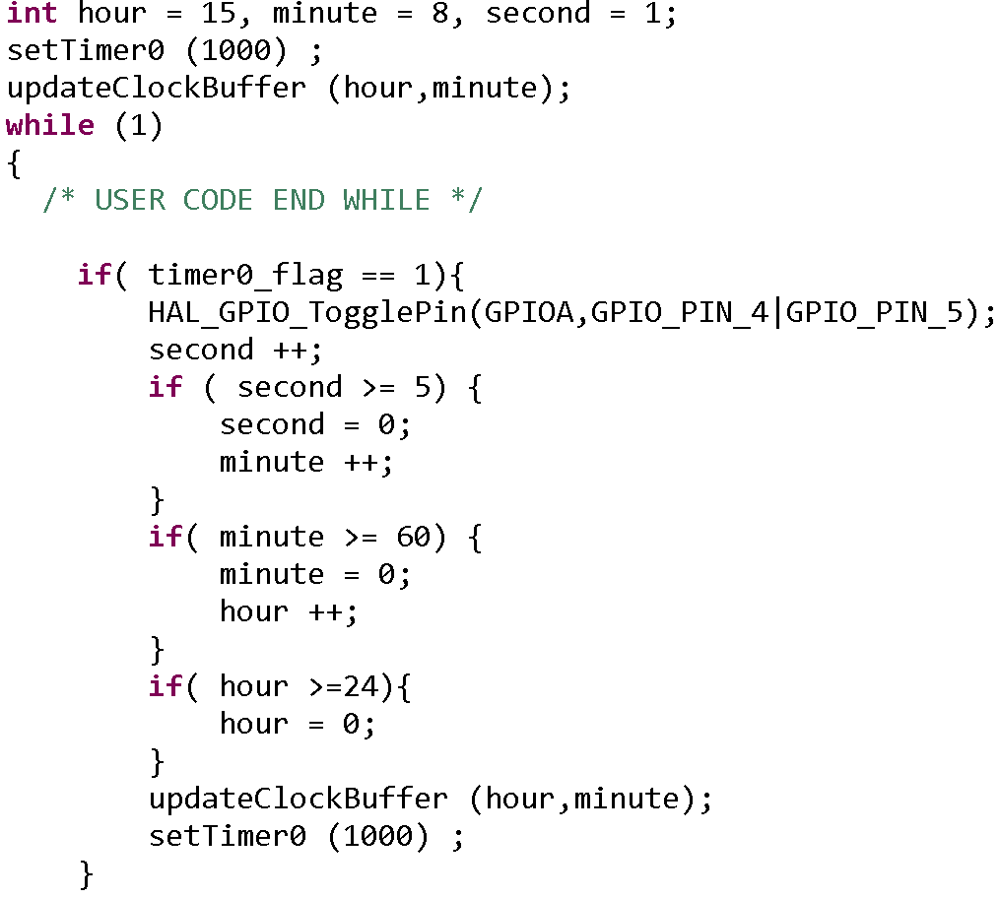 int hour = 15, minute = 8, second = 1;
setTimer0 (1000) ;
updateClockBuffer (hour,minute);
while (1)
{
  /* USER CODE END WHILE */

    if( timer0_flag == 1){
        HAL_GPIO_TogglePin(GPIOA,GPIO_PIN_4|GPIO_PIN_5);
        second ++;
        if ( second >= 5) {
            second = 0;
            minute ++;
        }
        if( minute >= 60) {
            minute = 0;
            hour ++;
        }
        if( hour >=24){
            hour = 0;
        }
        updateClockBuffer (hour,minute);
        setTimer0 (1000) ;
    }